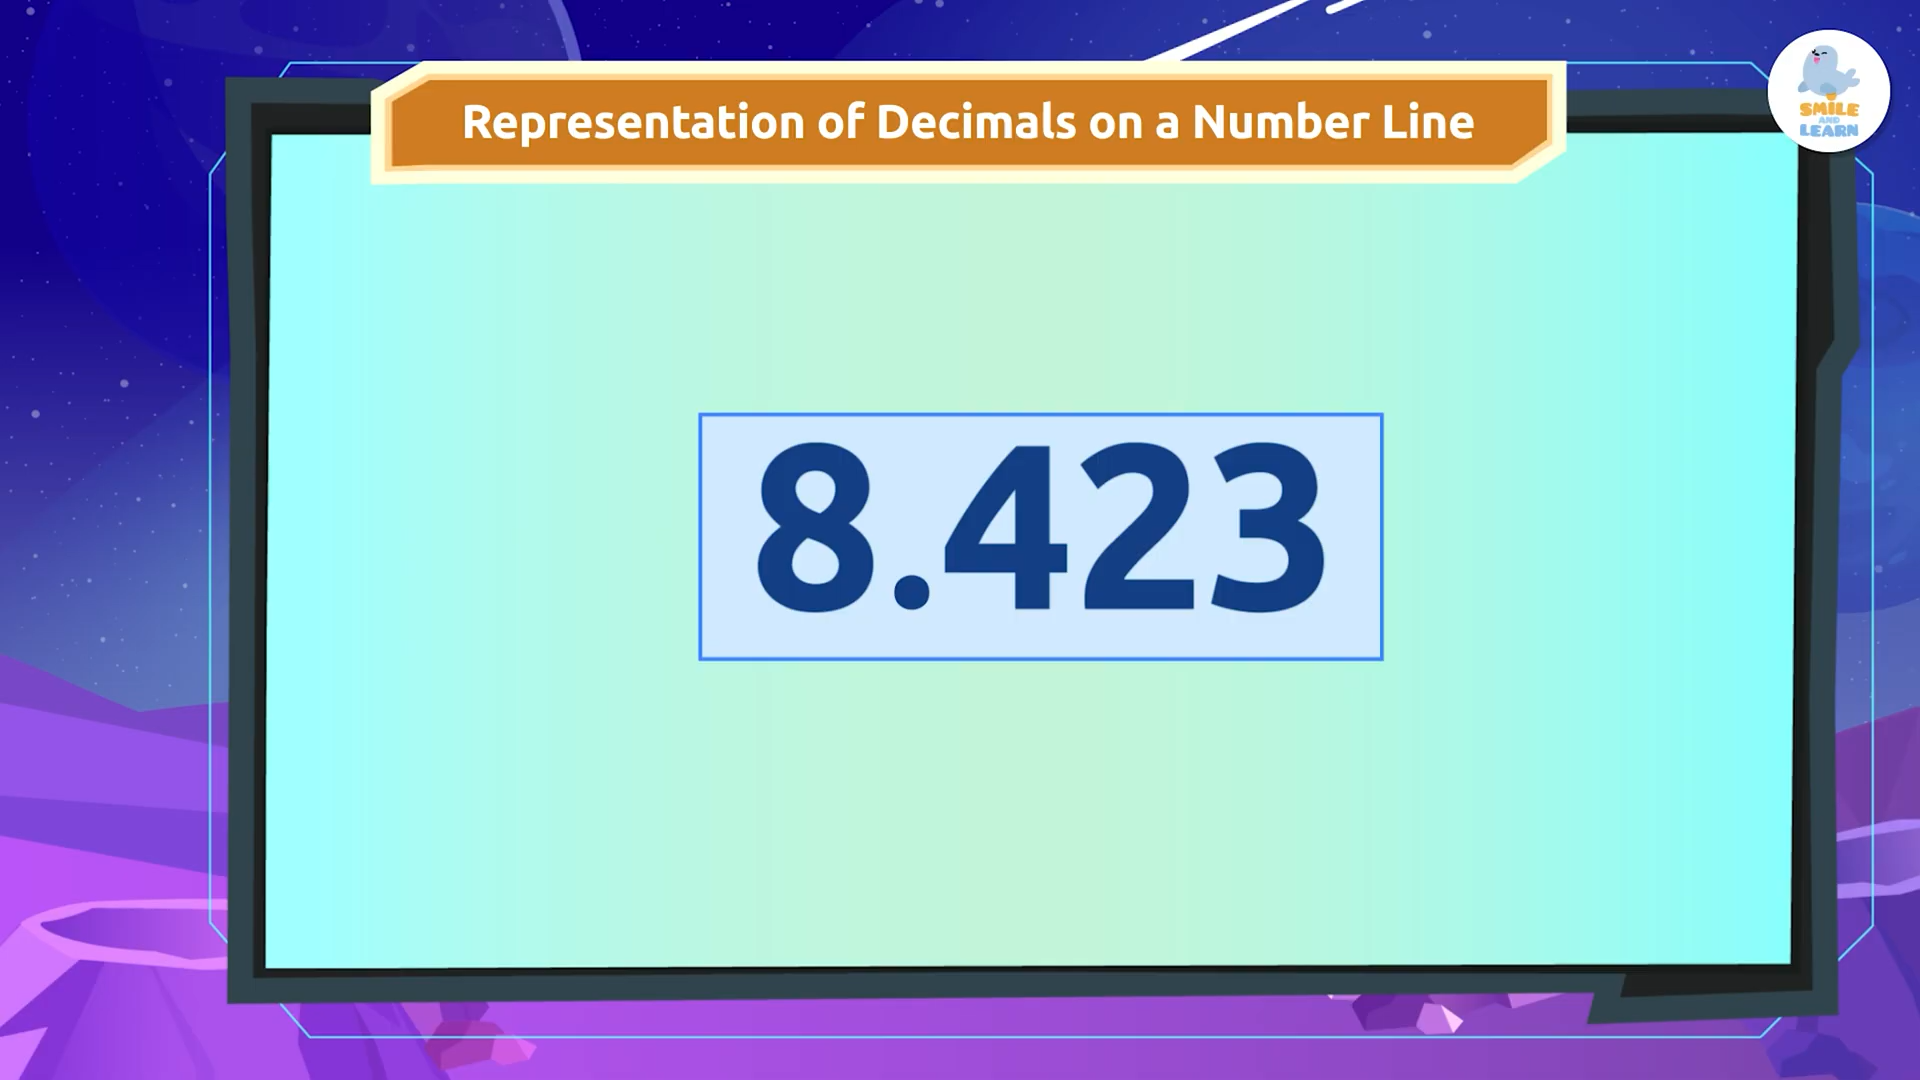 Representation of Decimals on a Number Line
SMILE
AND
LEARN
8.423